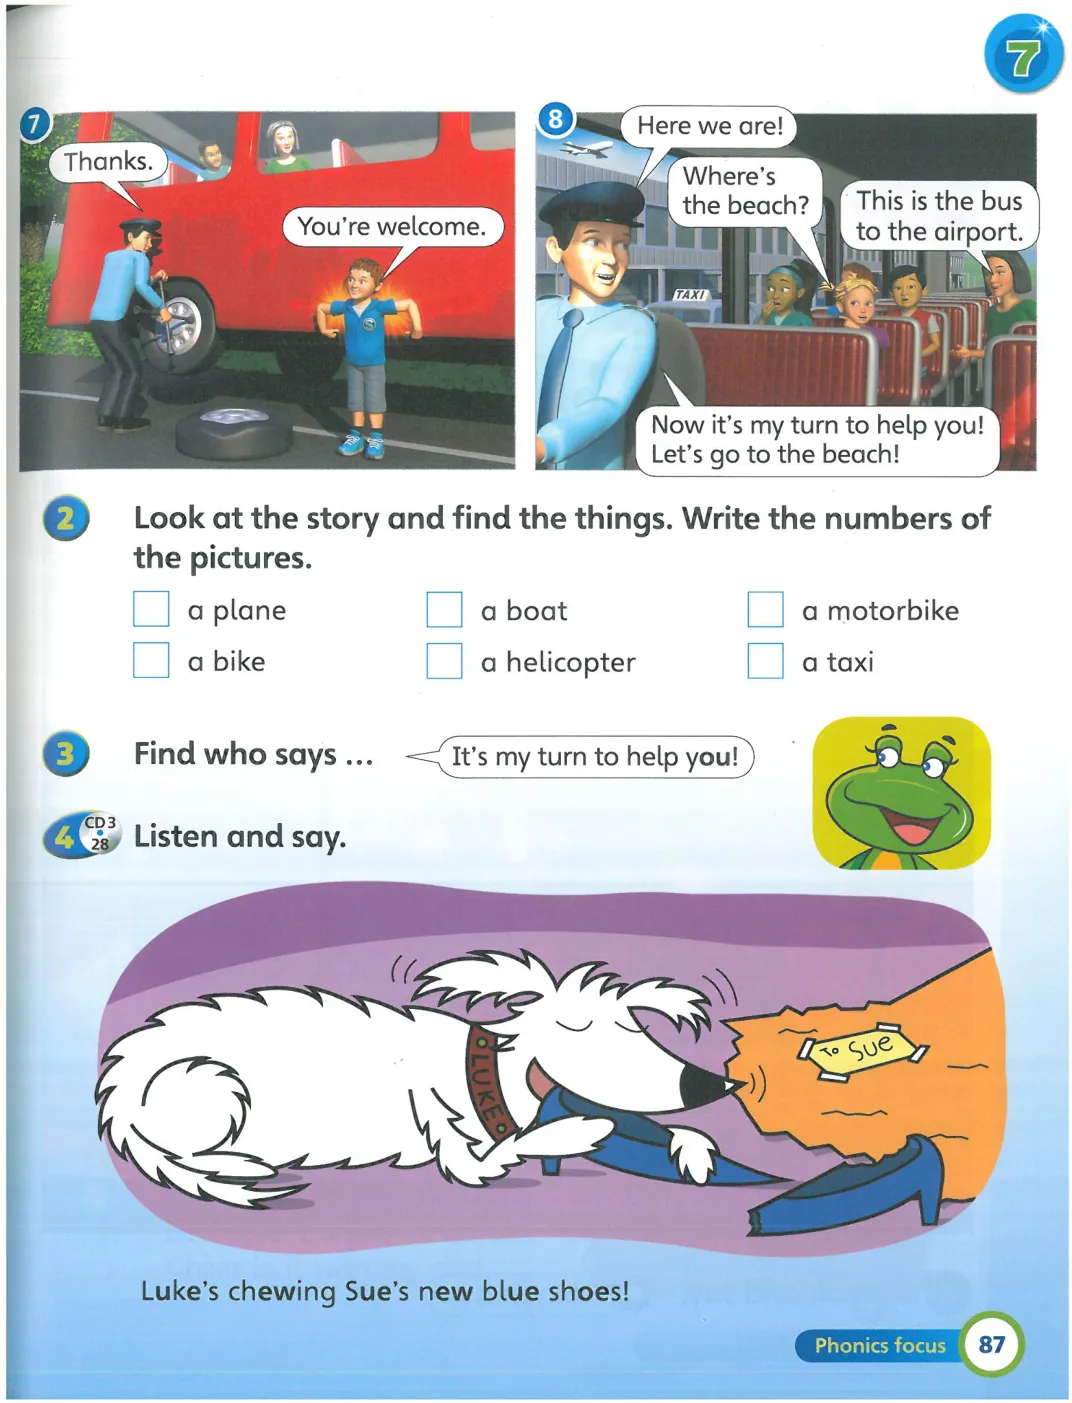 7
7
Thanks.
You're welcome.
8
Here we are!
Where's
the beach?
This is the bus
to the airport.
TAXI
Now it's my turn to help you!
Let's go to the beach!
2 Look at the story and find the things. Write the numbers of
the pictures.
a plane a boat a motorbike
a bike a helicopter a taxi
3 Find who says ... It's my turn to help you!
4 CD3 28 Listen and say.
LUKE
To Sue
Luke's chewing Sue's new blue shoes!
Phonics focus 87